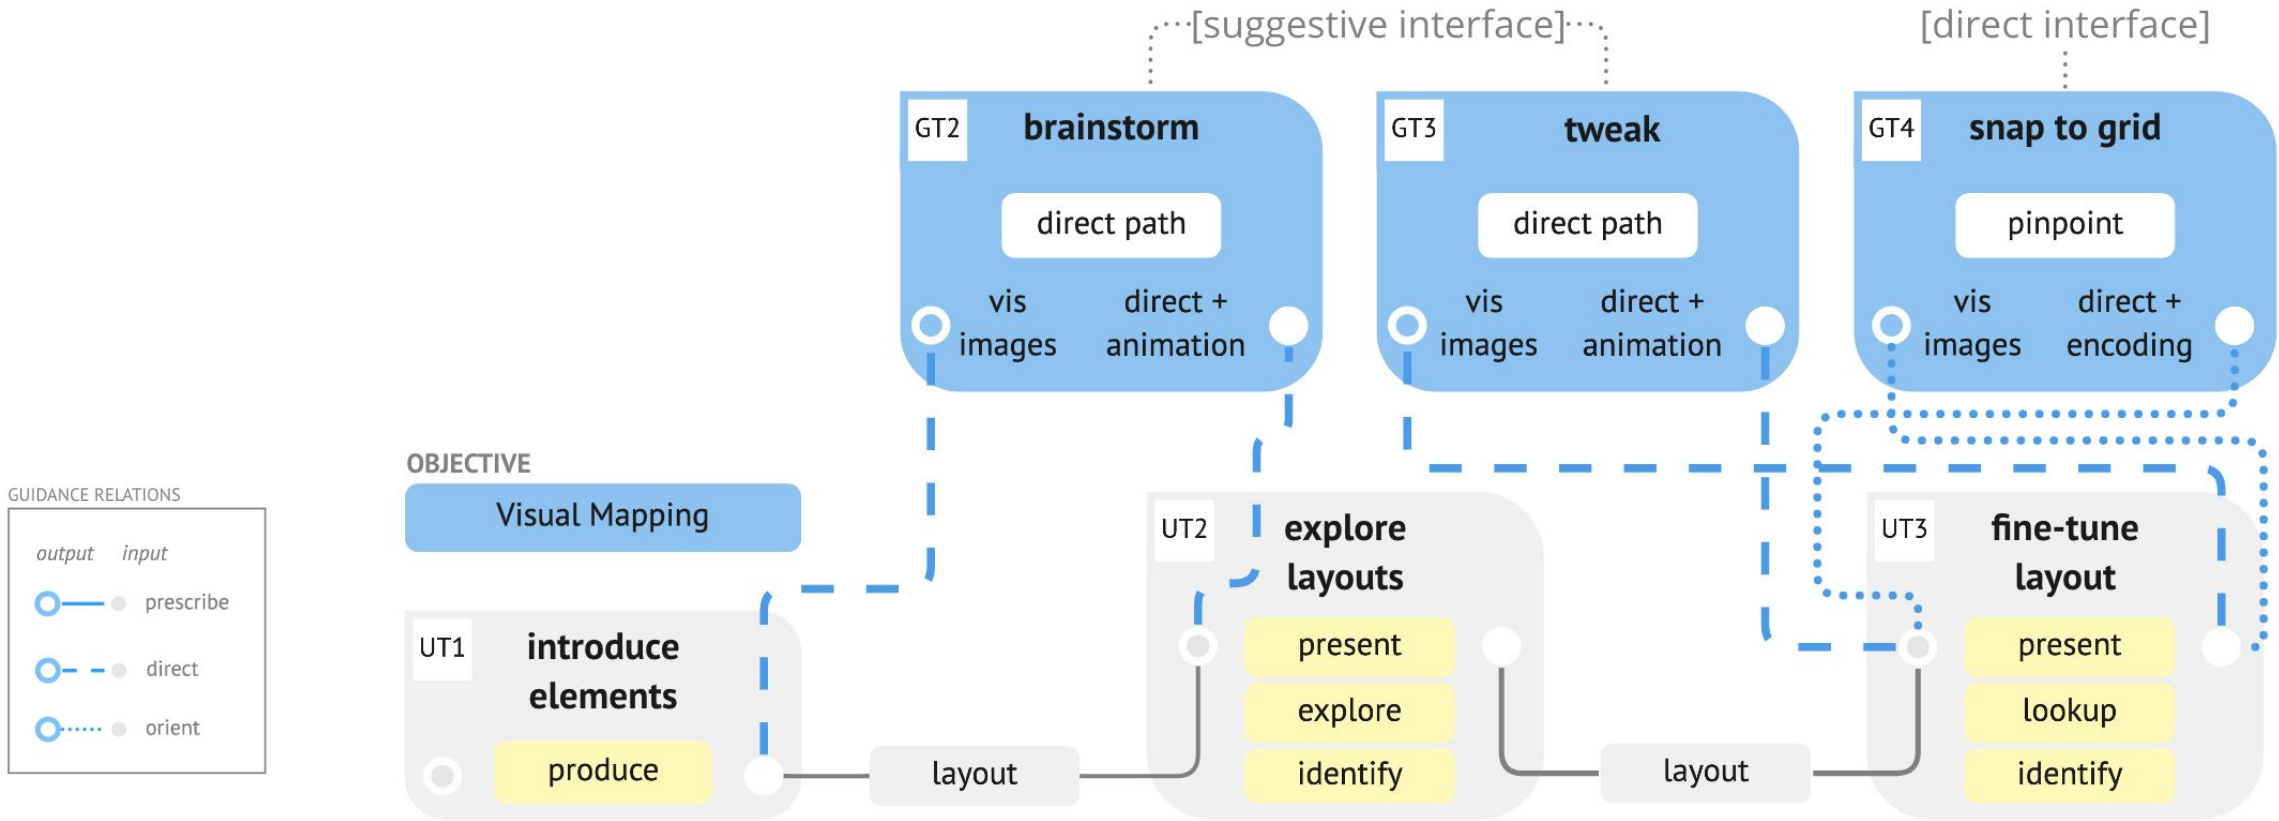 [suggestive interface]
[direct interface]
GT2
brainstorm
direct path
vis
images
direct +
animation
GT3
tweak
direct path
vis
images
direct +
animation
GT4
snap to grid
pinpoint
vis
images
direct +
encoding
OBJECTIVE
Visual Mapping
GUIDANCE RELATIONS
output input
prescribe
direct
orient
UT1
introduce
elements
produce
layout
UT2
explore
layouts
present
explore
identify
layout
UT3
fine-tune
layout
present
lookup
identify